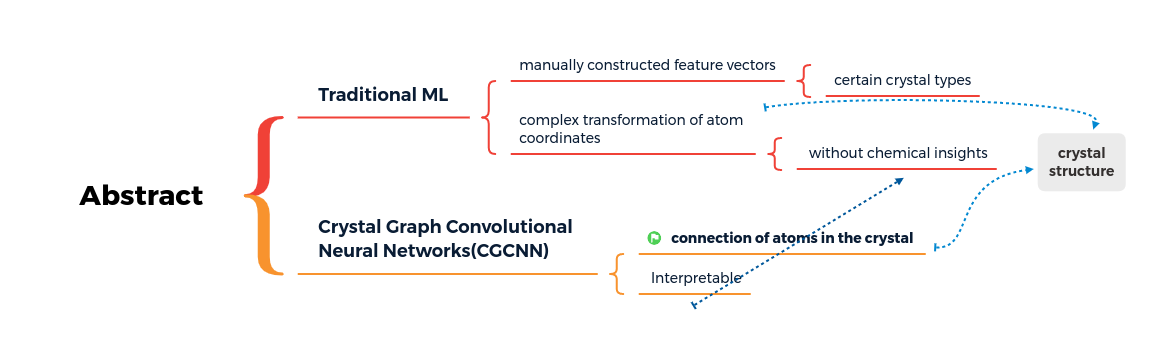 manually constructed feature vectors
certain crystal types
Traditional ML
complex transformation of atom
coordinates
without chemical insights
crystal
structure
Abstract
Crystal Graph Convolutional
Neural Networks(CGCNN)
connection of atoms in the crystal
Interpretable